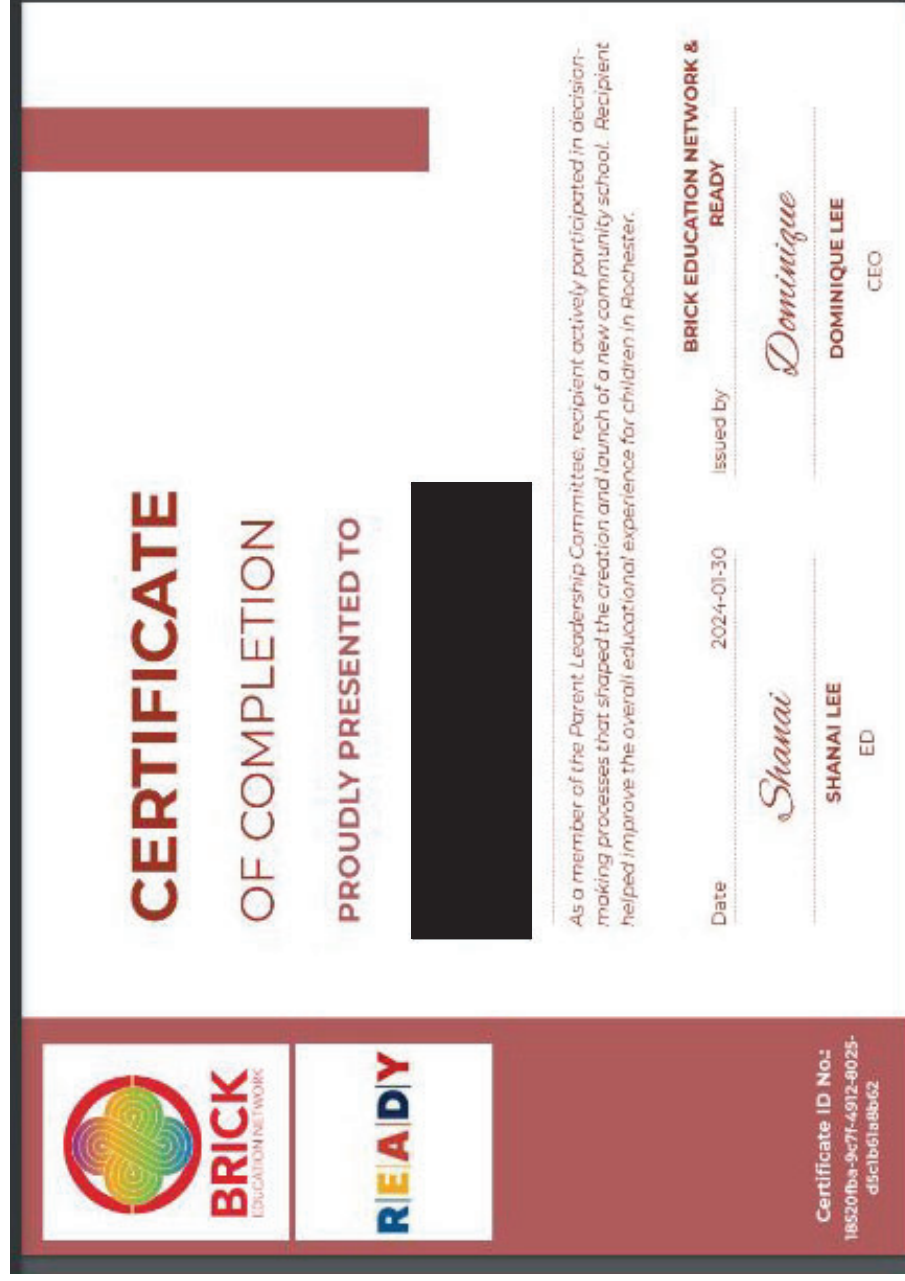 BRICK
EDUCATION NETWORK
R|E|A|D|Y
Certificate ID No.:
18520fba-9c7f-4912-8025-
d5c1b61a8b62
CERTIFICATE
OF COMPLETION
PROUDLY PRESENTED TO
As a member of the Parent Leadership Committee, recipient actively participated in decision-
making processes that shaped the creation and launch of a new community school. Recipient
helped improve the overall educational experience for children in Rochester.
Date 2024-01-30
Issued by BRICK EDUCATION NETWORK &
READY
Shanai
SHANAI LEE
ED
Dominique
DOMINIQUE LEE
CEO